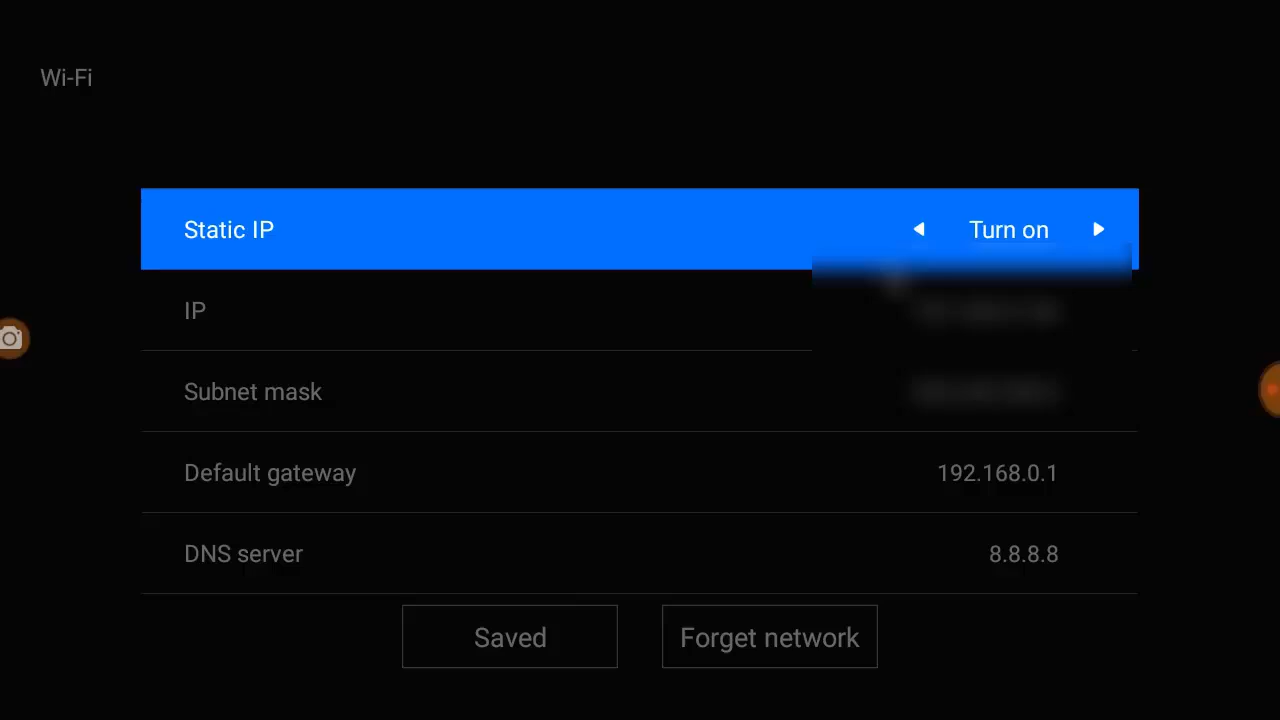 Wi-Fi
Static IP Turn on
IP
Subnet mask
Default gateway 192.168.0.1
DNS server 8.8.8.8
Saved Forget network